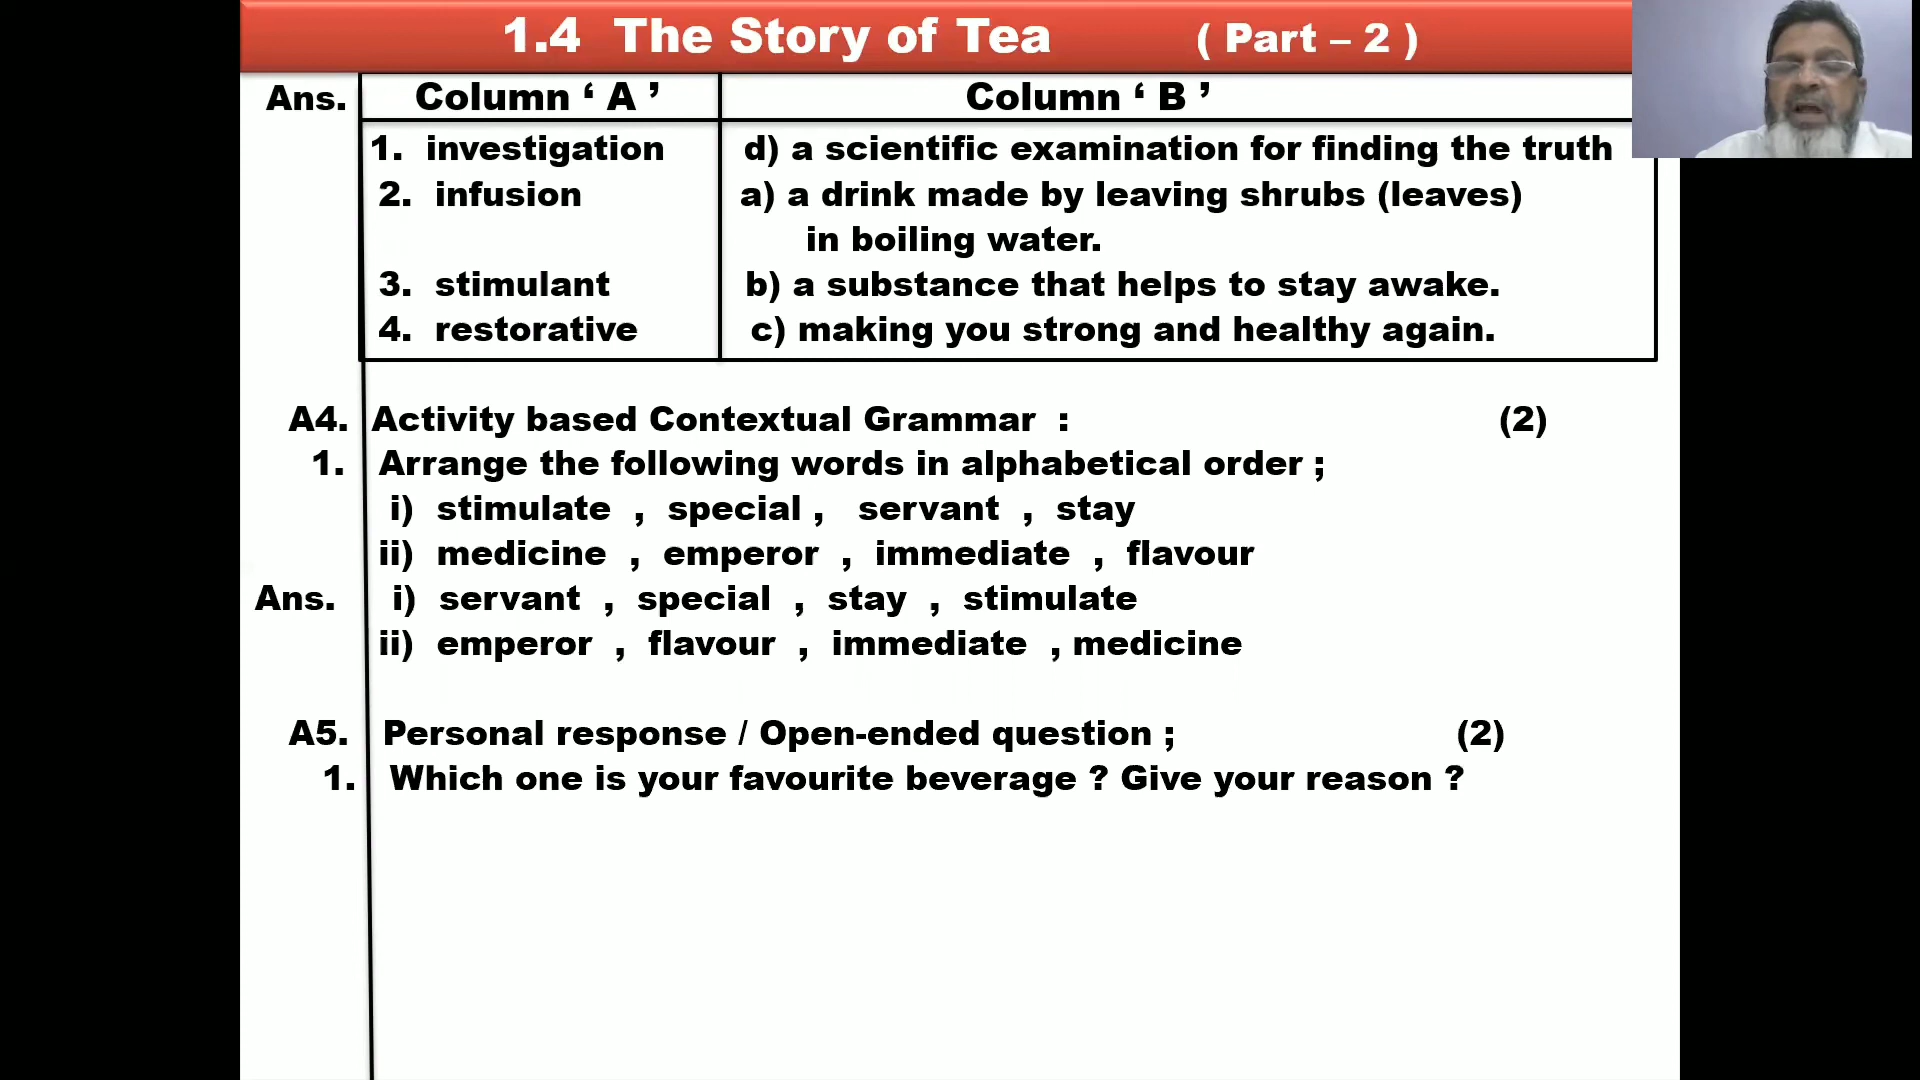 1.4 The Story of Tea ( Part – 2 )
Ans. Column ‘ A ’ Column ‘ B ’
1. investigation d) a scientific examination for finding the truth
2. infusion a) a drink made by leaving shrubs (leaves)
in boiling water.
3. stimulant b) a substance that helps to stay awake.
4. restorative c) making you strong and healthy again.
A4. Activity based Contextual Grammar : (2)
1. Arrange the following words in alphabetical order ;
i) stimulate , special , servant , stay
ii) medicine , emperor , immediate , flavour
Ans. i) servant , special , stay , stimulate
ii) emperor , flavour , immediate , medicine
A5. Personal response / Open-ended question ; (2)
1. Which one is your favourite beverage ? Give your reason ?